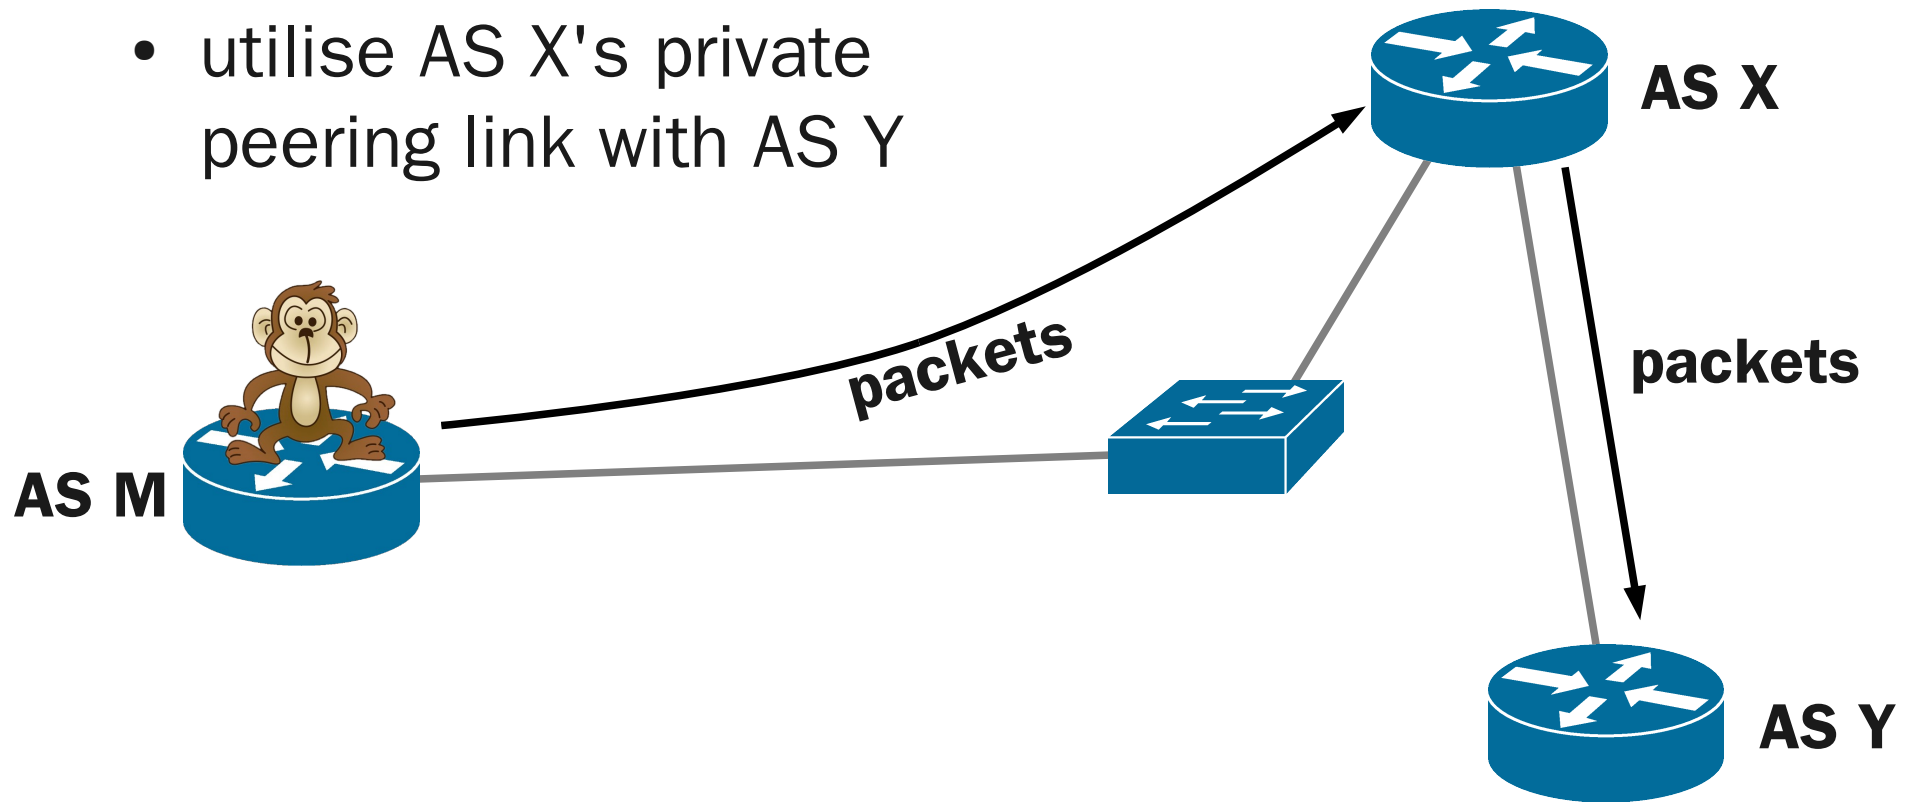 • utilise AS X's private
peering link with AS Y
AS X
packets
packets
AS M
AS Y